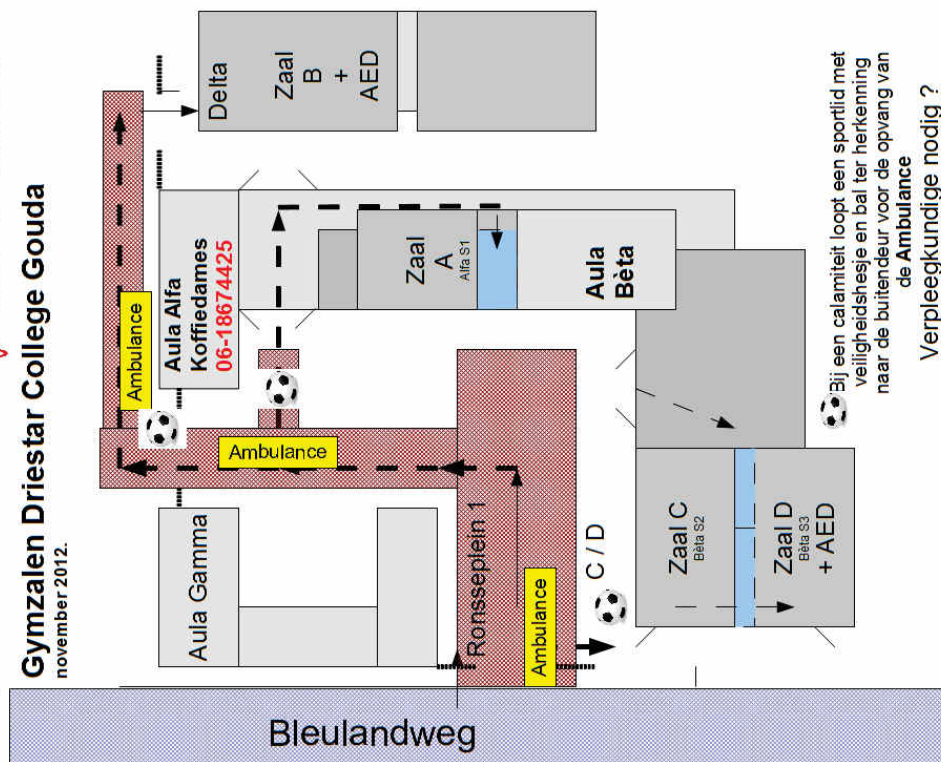 Gymzalen Driestar College Gouda
november 2012.
Delta
Zaal
B
+
AED
Ambulance
Aula Alfa
Koffiedames
06-18674425
Zaal
A
Alfa S1
Aula
Bèta
Ambulance
Aula Gamma
Ronsseplein 1
Ambulance
C / D
Zaal C
Bèta S2
Zaal D
Bèta S3
+ AED
Bij een calamiteit loopt een sportlid met
veiligheidshesje en bal ter herkenning
naar de buitendeur voor de opvang van
de Ambulance
Verpleegkundige nodig ?
Bleulandweg